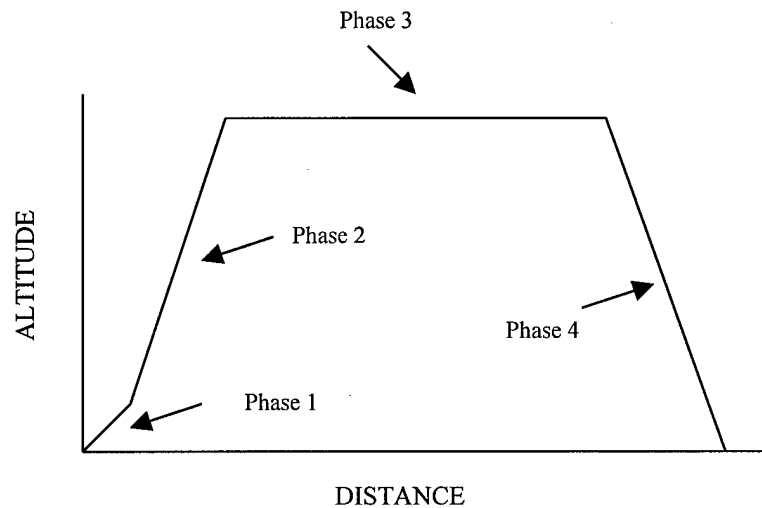 Phase 3
Phase 2
ALTITUDE
Phase 4
Phase 1
DISTANCE